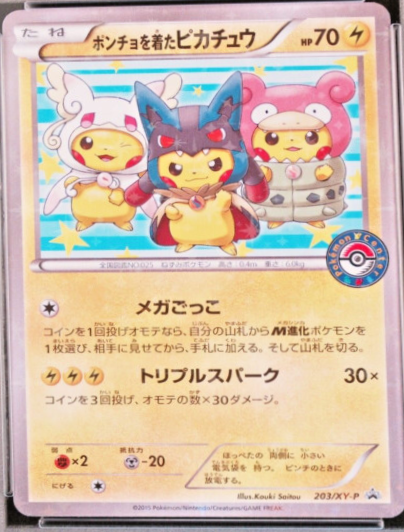 たね ポンチョを着たピカチュウ HP70
Pokémon Center
全国図鑑NO.025 ねずみポケモン 高さ:0.4m 重さ:6.0kg
メガごっこ
コインを1回投げオモテなら、自分の山札からM進化ポケモンを
1枚選び、相手に見せてから、手札に加える。そして山札を切る。
トリプルスパーク 30×
コインを3回投げ、オモテの数×30ダメージ。
弱点 抵抗力
×2 -20
にげる
ほっぺたの 両側に 小さい
電気袋を 持つ。 ピンチのときに
放電する。
Illus.Kouki Saitou 203/XY-P
©2015 Pokémon/Nintendo/Creatures/GAME FREAK